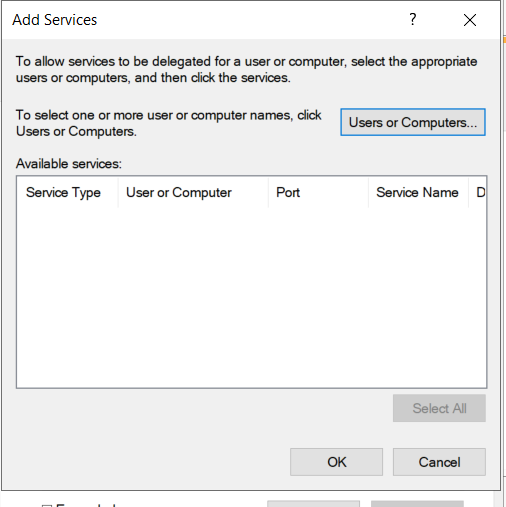 Add Services
?
To allow services to be delegated for a user or computer, select the appropriate
users or computers, and then click the services.
To select one or more user or computer names, click
Users or Computers.
Users or Computers...
Available services:
Service Type User or Computer Port Service Name D
Select All
OK Cancel